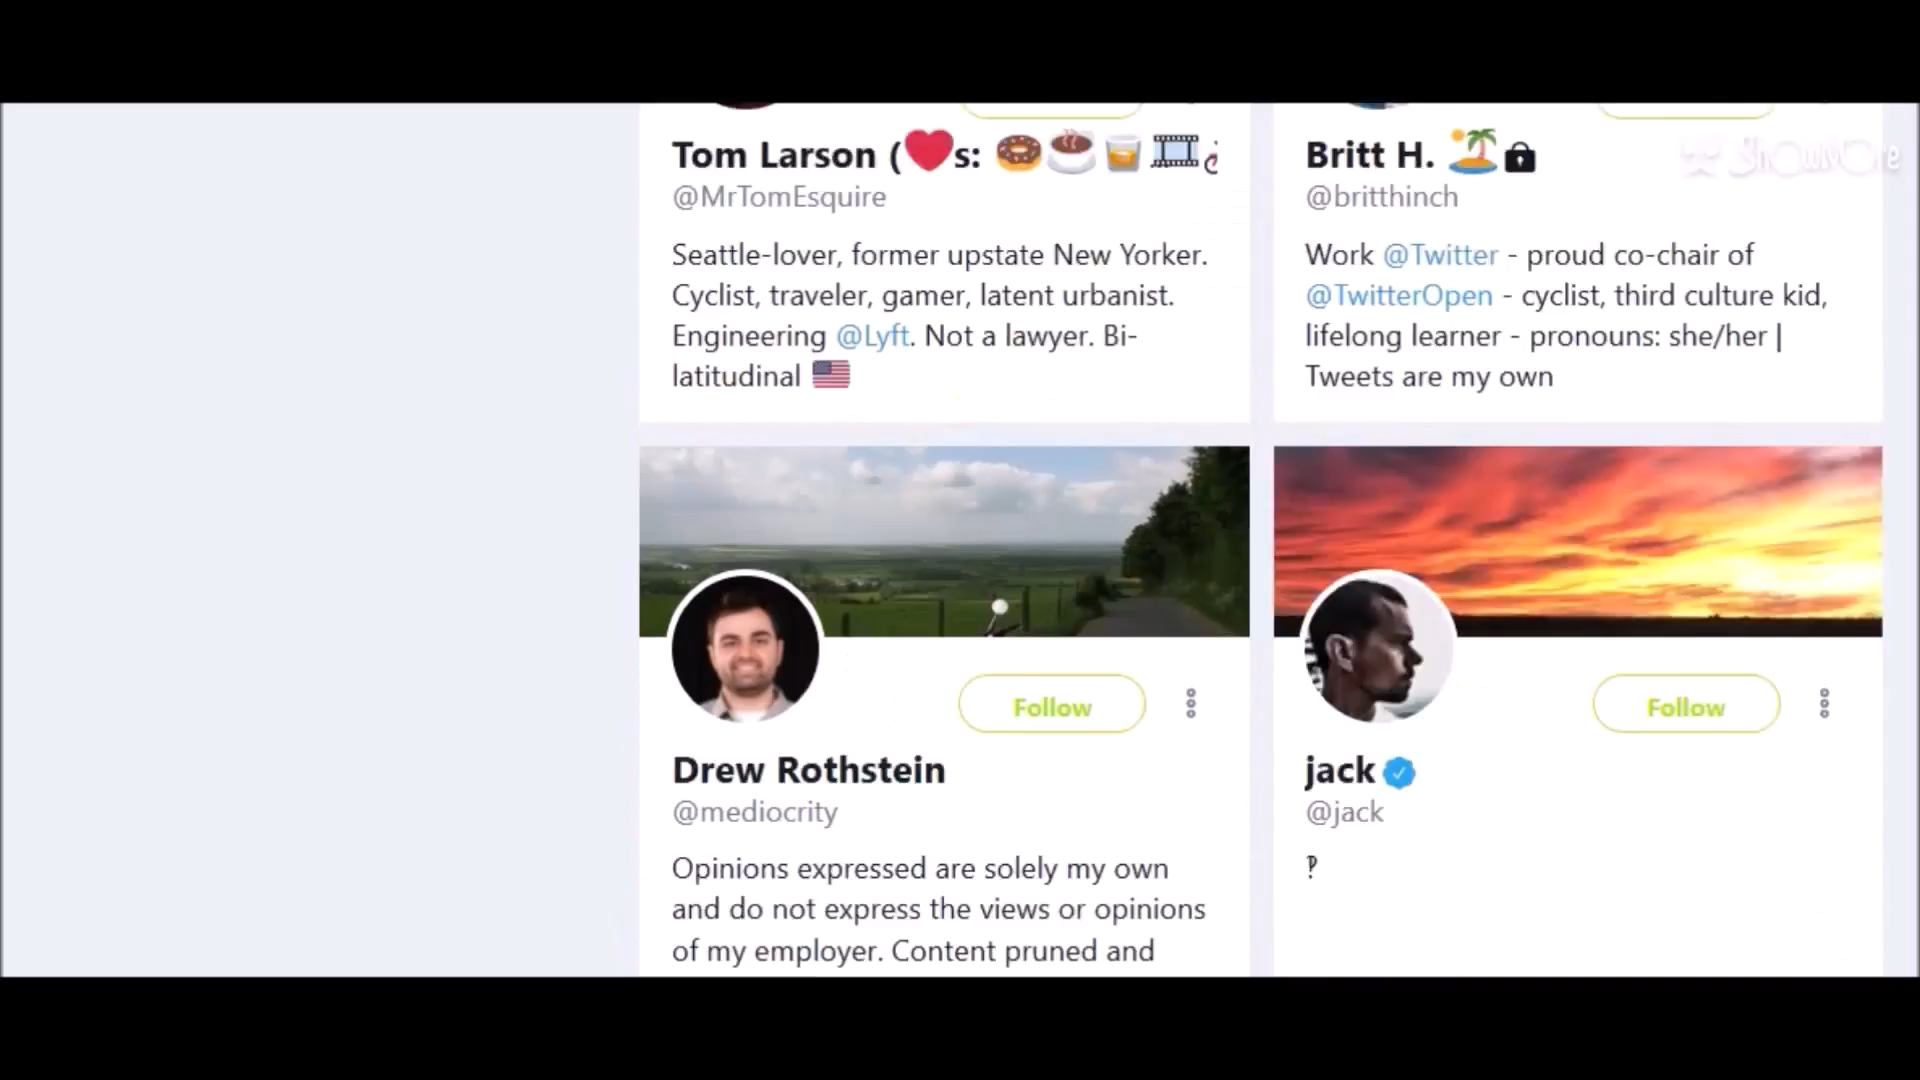 Tom Larson (❤️s: 🍩☕🥃🎞️
@MrTomEsquire
Seattle-lover, former upstate New Yorker.
Cyclist, traveler, gamer, latent urbanist.
Engineering @Lyft. Not a lawyer. Bi-
latitudinal 🇺🇸
Britt H. 🏝️🔒
@britthinch
Work @Twitter - proud co-chair of
@TwitterOpen - cyclist, third culture kid,
lifelong learner - pronouns: she/her |
Tweets are my own
ShowMore
Follow
Drew Rothstein
@mediocrity
Opinions expressed are solely my own
and do not express the views or opinions
of my employer. Content pruned and
Follow
jack
@jack
‽